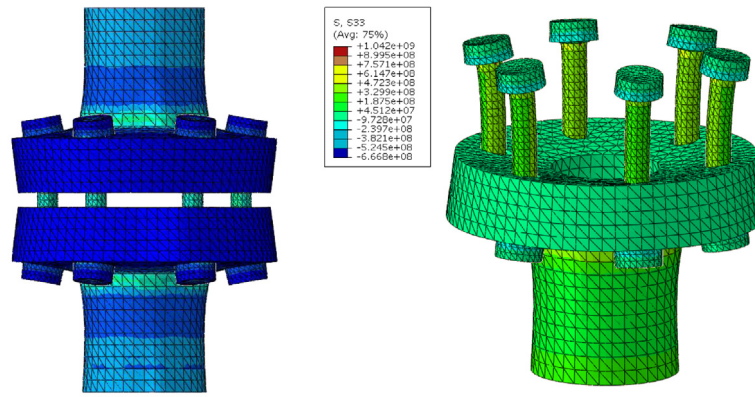 S, S33
(Avg: 75%)
+1.042e+09
+8.995e+08
+7.571e+08
+6.147e+08
+4.723e+08
+3.299e+08
+1.875e+08
+4.512e+07
-9.728e+07
-2.397e+08
-3.821e+08
-5.245e+08
-6.668e+08